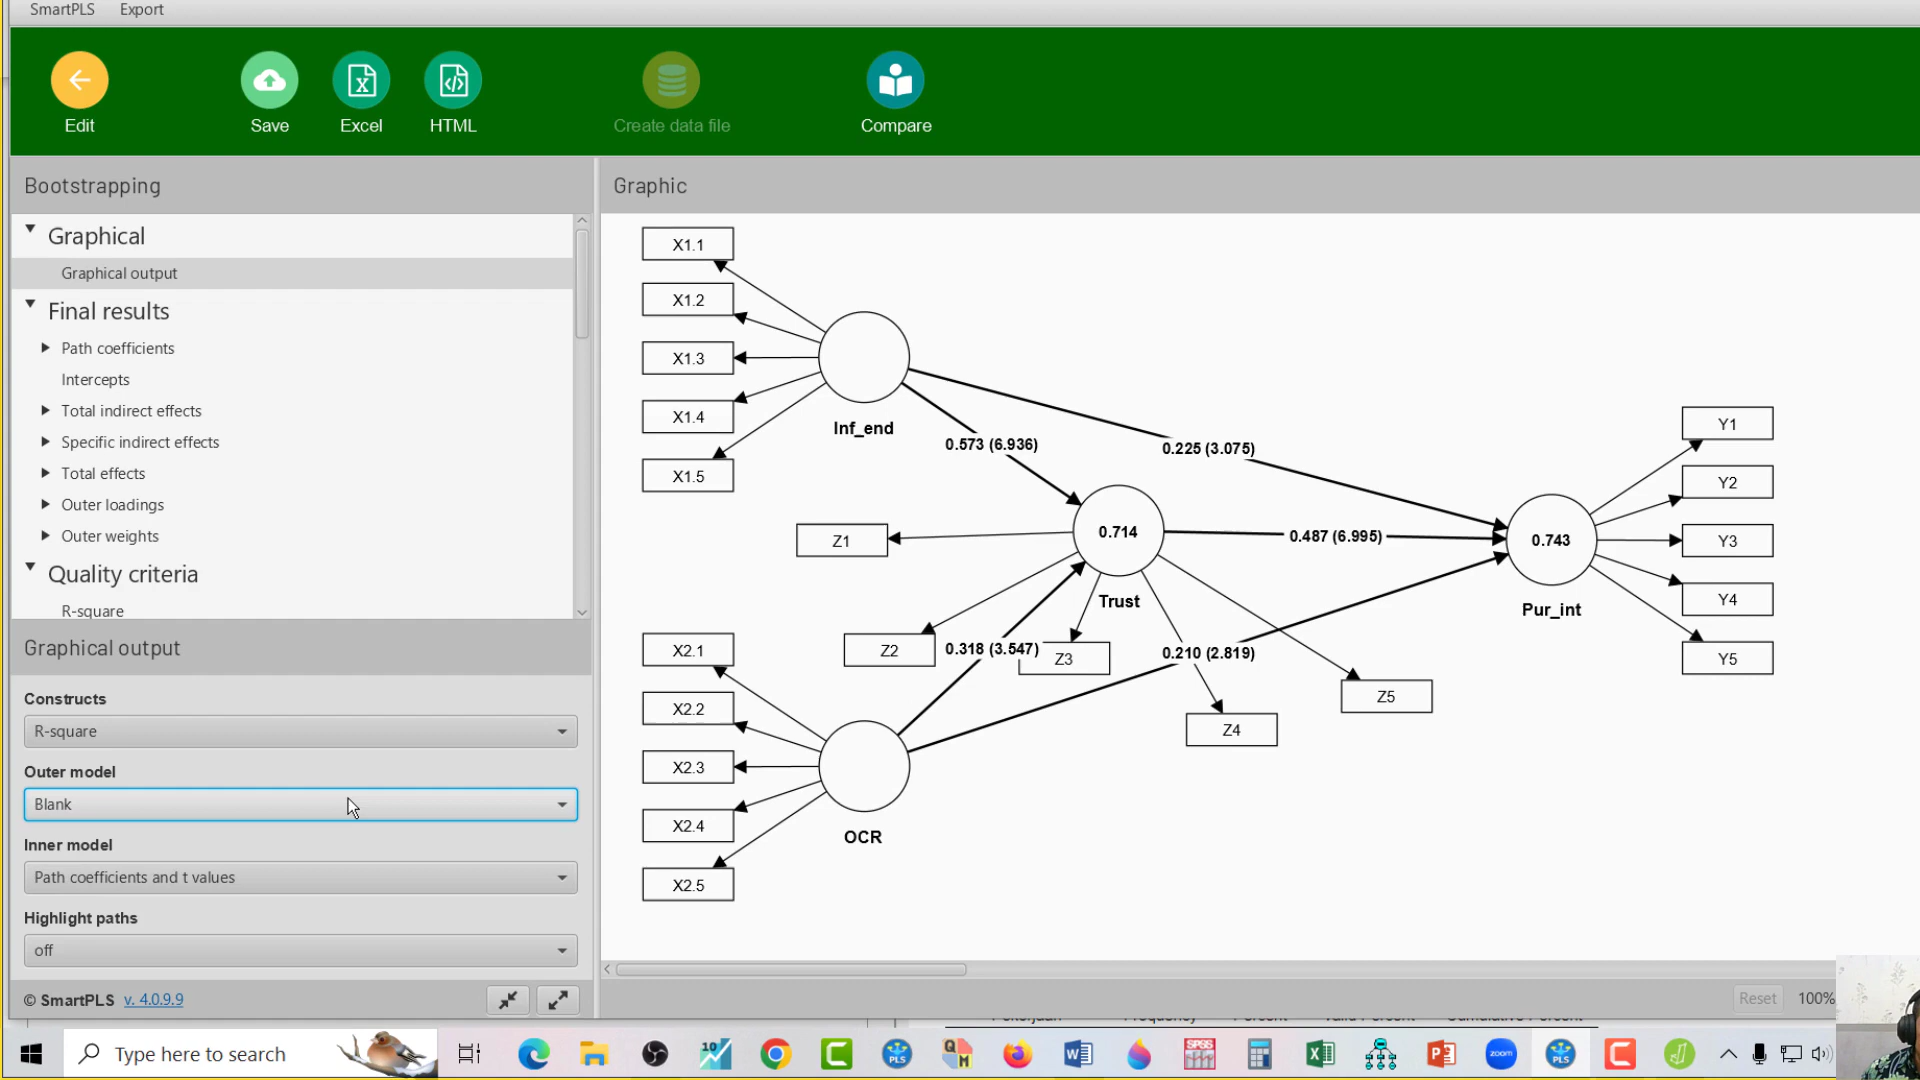 SmartPLS Export
Edit
Save
Excel
HTML
Create data file
Compare
Bootstrapping
Graphical
Graphical output
Final results
Path coefficients
Intercepts
Total indirect effects
Specific indirect effects
Total effects
Outer loadings
Outer weights
Quality criteria
R-square
Graphical output
Constructs
R-square
Outer model
Blank
Inner model
Path coefficients and t values
Highlight paths
off
© SmartPLS v. 4.0.9.9
Graphic
X1.1
X1.2
X1.3
X1.4
X1.5
Inf_end
0.573 (6.936)
0.225 (3.075)
Z1
0.714
Trust
0.487 (6.995)
0.743
Pur_int
Y1
Y2
Y3
Y4
Y5
Z2
0.318 (3.547)
Z3
0.210 (2.819)
Z4
Z5
X2.1
X2.2
X2.3
X2.4
X2.5
OCR
Reset 100%
Type here to search
10
PLS
Q
M
W
SPSS
X
P
zoom
PLS
C